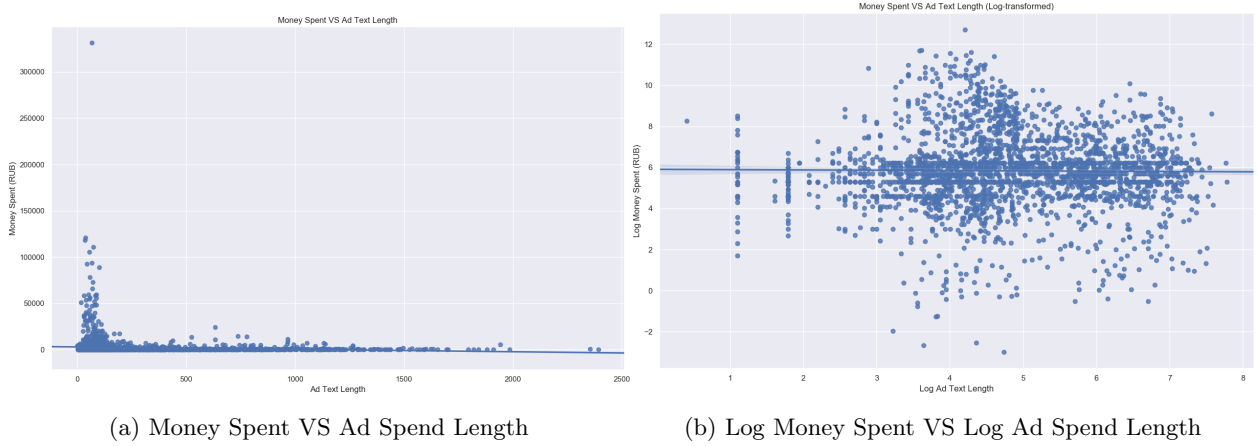 Money Spent VS Ad Text Length
Money Spent (RUB)
300000
250000
200000
150000
100000
50000
0
0 500 1000 1500 2000 2500
Ad Text Length
(a) Money Spent VS Ad Spend Length
Money Spent VS Ad Text Length (Log-transformed)
Log Money Spent (RUB)
12
10
8
6
4
2
0
−2
1 2 3 4 5 6 7 8
Log Ad Text Length
(b) Log Money Spent VS Log Ad Spend Length